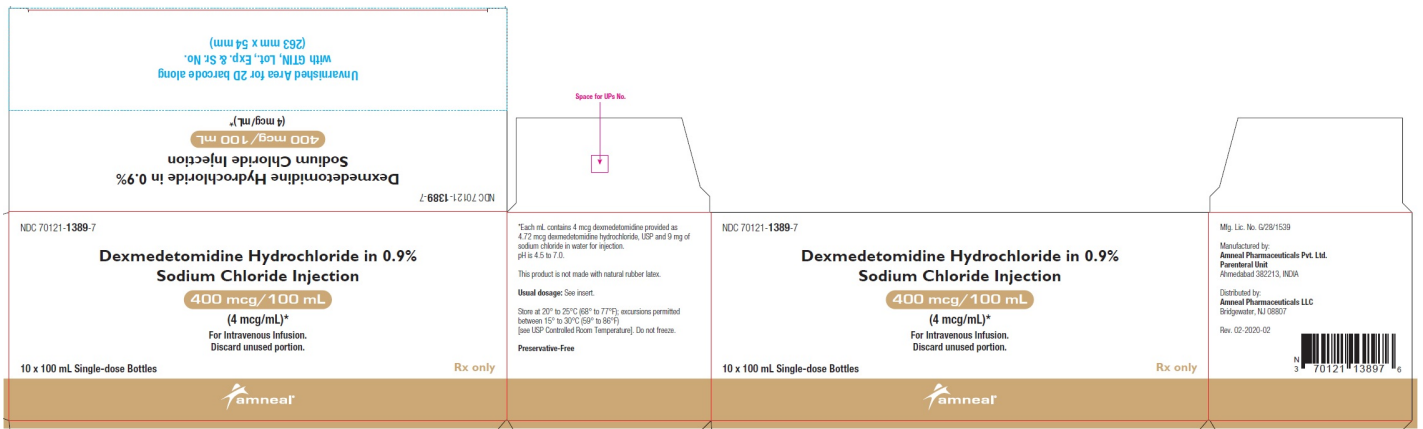 Unvarnished Area for 2D barcode along
with GTIN, Lot., Exp. & Sr. No.
(263 mm x 54 mm)
NDC 70121-1389-7
Dexmedetomidine Hydrochloride in 0.9%
Sodium Chloride Injection
400 mcg/100 mL
(4 mcg/mL)*
Space for UPs No.
NDC 70121-1389-7
Dexmedetomidine Hydrochloride in 0.9%
Sodium Chloride Injection
400 mcg/100 mL
(4 mcg/mL)*
For Intravenous Infusion.
Discard unused portion.
10 x 100 mL Single-dose Bottles
Rx only
amneal
*Each mL contains 4 mcg dexmedetomidine provided as
4.72 mcg dexmedetomidine hydrochloride, USP and 9 mg of
sodium chloride in water for injection.
pH is 4.5 to 7.0.
This product is not made with natural rubber latex.
Usual dosage: See insert.
Store at 20° to 25°C (68° to 77°F); excursions permitted
between 15° to 30°C (59° to 86°F)
[see USP Controlled Room Temperature]. Do not freeze.
Preservative-Free
NDC 70121-1389-7
Dexmedetomidine Hydrochloride in 0.9%
Sodium Chloride Injection
400 mcg/100 mL
(4 mcg/mL)*
For Intravenous Infusion.
Discard unused portion.
10 x 100 mL Single-dose Bottles
Rx only
amneal
Mfg. Lic. No. G/28/1539
Manufactured by:
Amneal Pharmaceuticals Pvt. Ltd.
Parenteral Unit
Ahmedabad 382213, INDIA
Distributed by:
Amneal Pharmaceuticals LLC
Bridgewater, NJ 08807
Rev. 02-2020-02
N
3 70121 13897 6